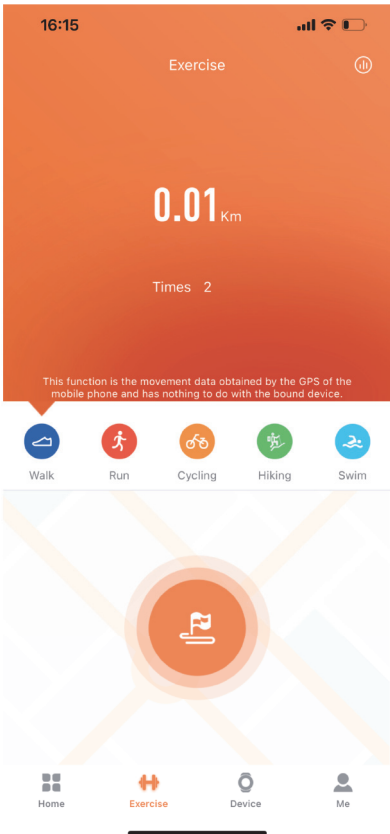 16:15
Exercise
0.01 Km
Times 2
This function is the movement data obtained by the GPS of the
mobile phone and has nothing to do with the bound device.
Walk Run Cycling Hiking Swim
Home Exercise Device Me